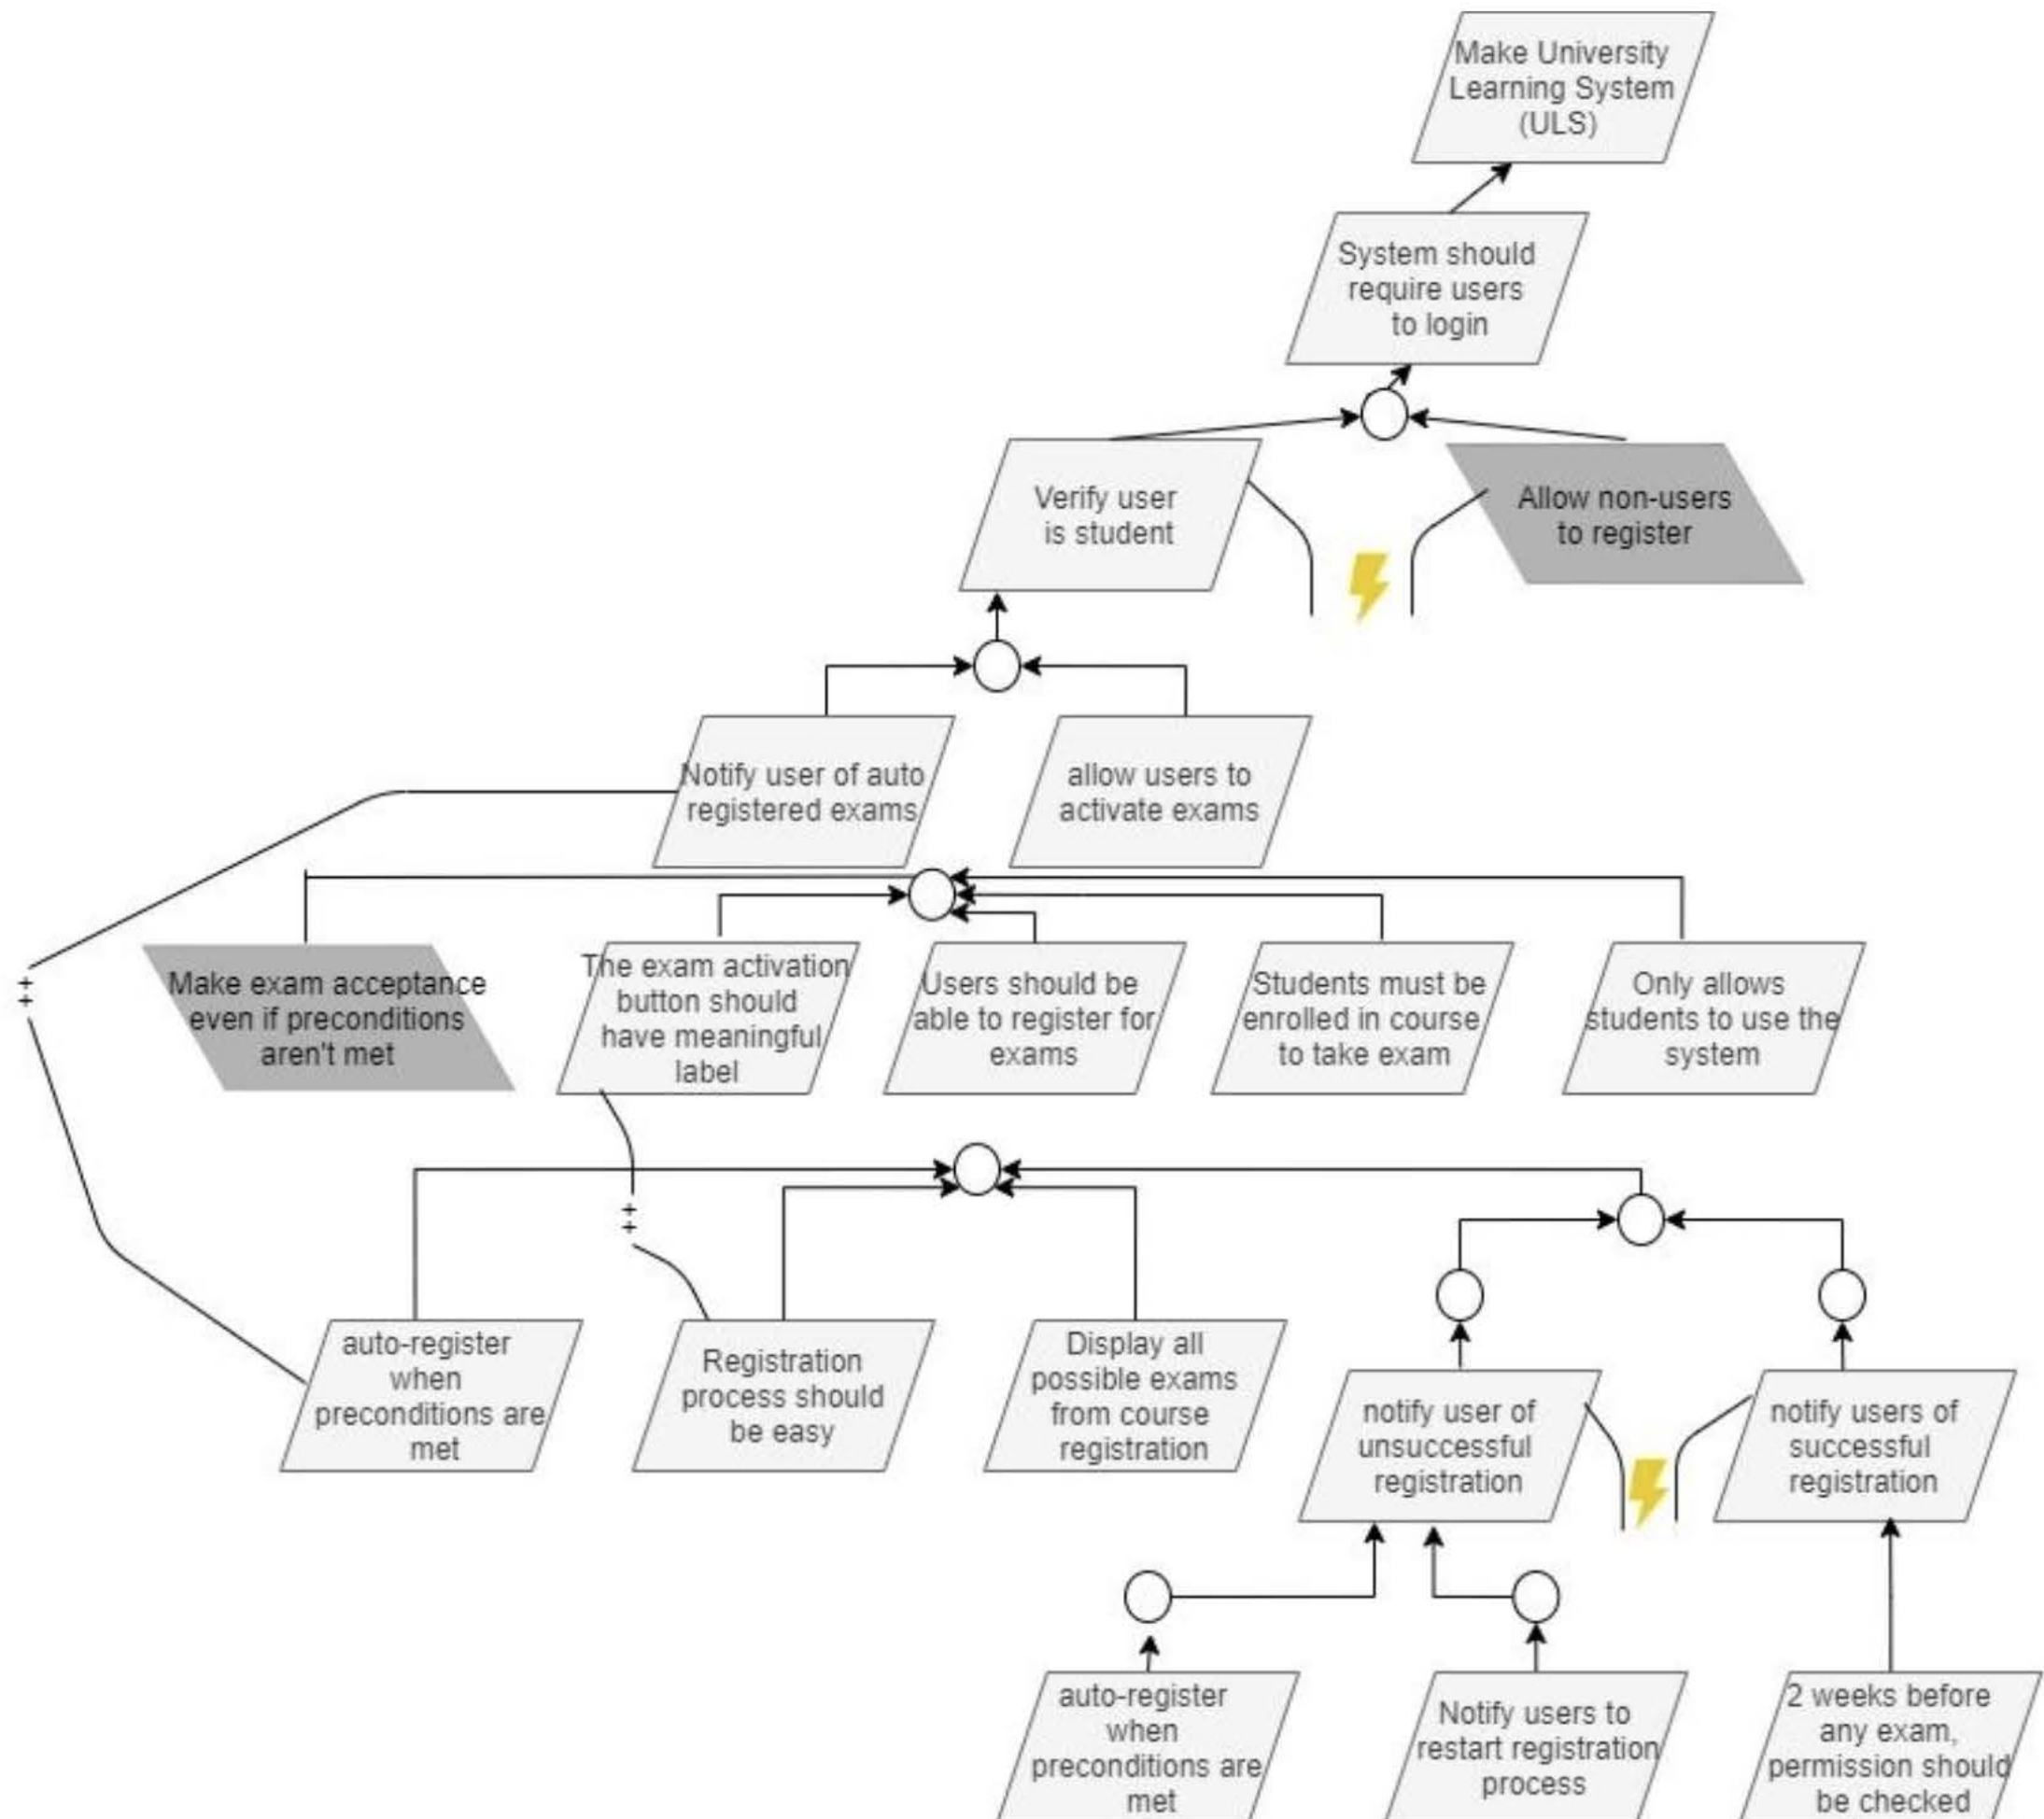 Make University
Learning System
(ULS)
System should
require users
to login
Verify user
is student
Allow non-users
to register
Notify user of auto
registered exams
allow users to
activate exams
Make exam acceptance
even if preconditions
aren't met
The exam activation
button should
have meaningful
label
Users should be
able to register for
exams
Students must be
enrolled in course
to take exam
Only allows
students to use the
system
++
++
auto-register
when
preconditions are
met
Registration
process should
be easy
Display all
possible exams
from course
registration
notify user of
unsuccessful
registration
notify users of
successful
registration
auto-register
when
preconditions are
met
Notify users to
restart registration
process
2 weeks before
any exam,
permission should
be checked